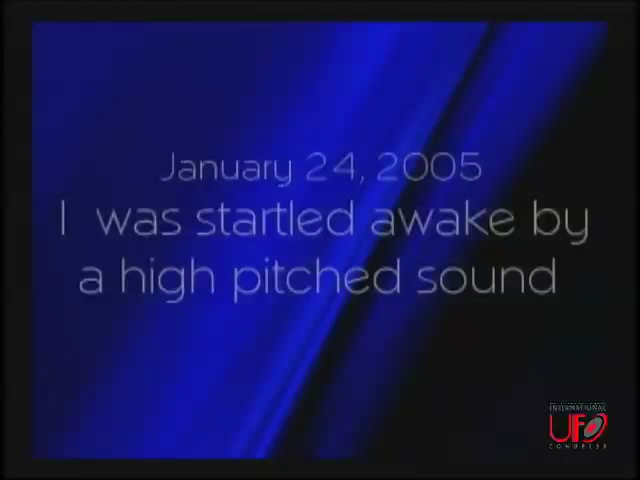 January 24, 2005
I was startled awake by
a high pitched sound
INTERNATIONAL
UFO
CONGRESS